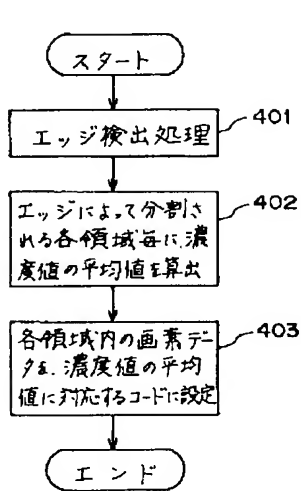 スタート
エッジ検出処理
401
エッジによって分割さ
れる各領域毎に、濃
度値の平均値を算出
402
各領域内の画素デー
タを、濃度値の平均
値に対応するコードに設定
403
エンド